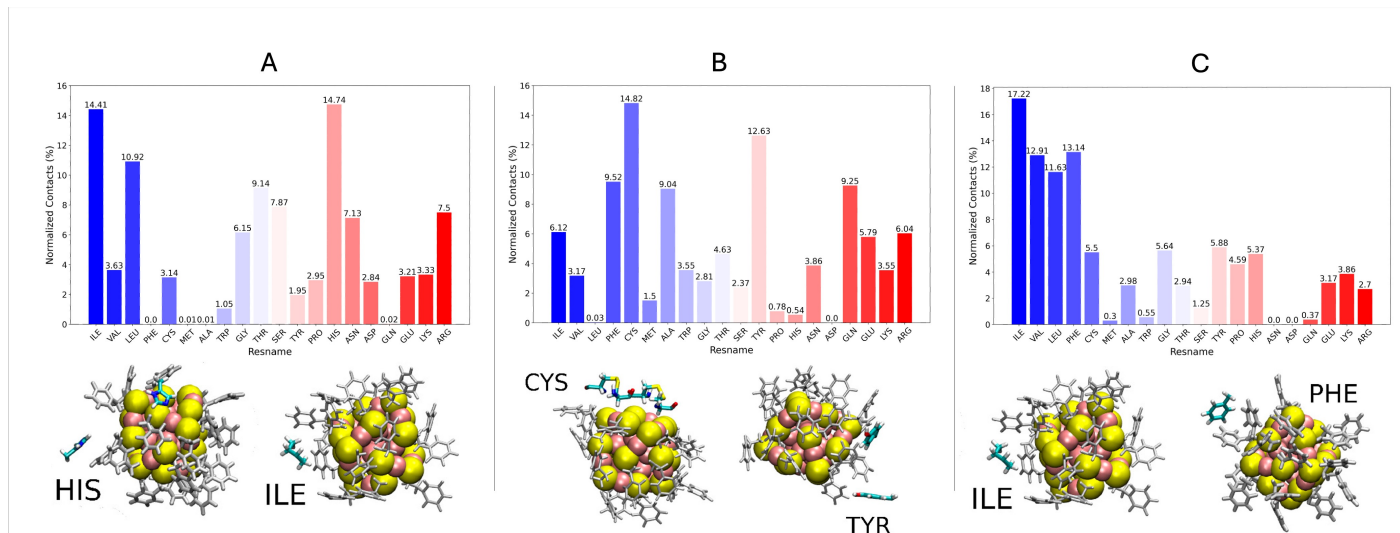 A
Normalized Contacts (%)
16
14
12
10
8
6
4
2
0
14.41
3.63
10.92
0.0
3.14
0.01
0.01
1.05
6.15
9.14
7.87
1.95
2.95
14.74
7.13
2.84
0.02
3.21
3.33
7.5
ILE
VAL
LEU
PHE
CYS
MET
ALA
TRP
GLY
THR
SER
TYR
PRO
HIS
ASN
ASP
GLN
GLU
LYS
ARG
Resname
HIS
ILE
B
Normalized Contacts (%)
16
14
12
10
8
6
4
2
0
6.12
3.17
0.03
9.52
14.82
1.5
9.04
3.55
2.81
4.63
2.37
12.63
0.78
0.54
3.86
0.0
9.25
5.79
3.55
6.04
ILE
VAL
LEU
PHE
CYS
MET
ALA
TRP
GLY
THR
SER
TYR
PRO
HIS
ASN
ASP
GLN
GLU
LYS
ARG
Resname
CYS
TYR
C
Normalized Contacts (%)
18
16
14
12
10
8
6
4
2
0
17.22
12.91
11.63
13.14
5.5
0.3
2.98
0.55
5.64
2.94
1.25
5.88
4.59
5.37
0.0
0.0
0.37
3.17
3.86
2.7
ILE
VAL
LEU
PHE
CYS
MET
ALA
TRP
GLY
THR
SER
TYR
PRO
HIS
ASN
ASP
GLN
GLU
LYS
ARG
Resname
ILE
PHE